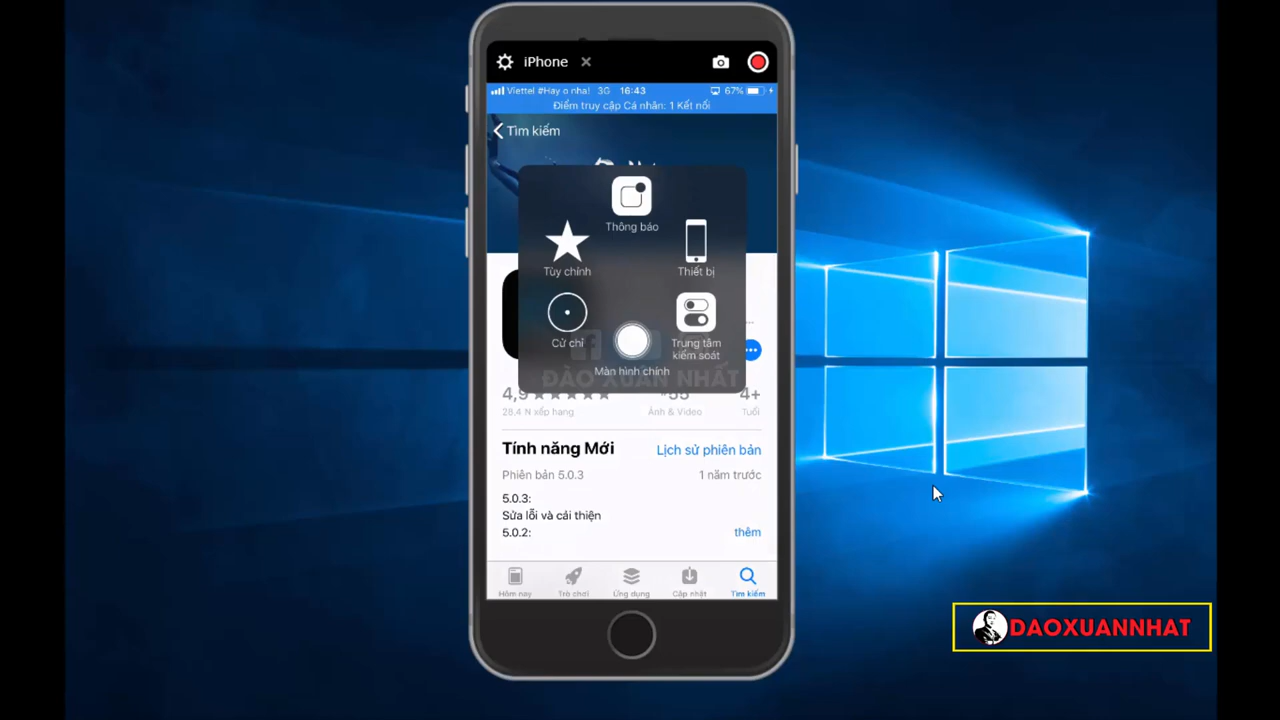 iPhone
Viettel #Hay o nha! 3G 16:43 67%
Điểm truy cập Cá nhân: 1 Kết nối
Tìm kiếm
Thông báo
Tùy chỉnh
Thiết bị
Cử chỉ
Trung tâm
kiểm soát
Màn hình chính
ĐÀO XUÂN NHẤT
4,9
4+
28,4 N xếp hạng
Ảnh & Video
Tuổi
Tính năng Mới
Lịch sử phiên bản
Phiên bản 5.0.3
1 năm trước
5.0.3:
Sửa lỗi và cải thiện
5.0.2:
thêm
Hôm nay
Trò chơi
Ứng dụng
Cập nhật
Tìm kiếm
DAOXUANNHAT